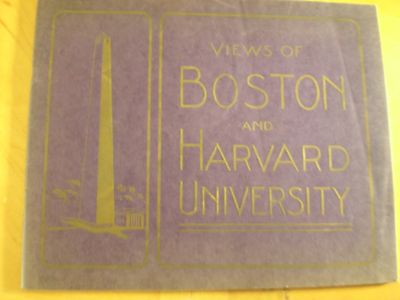 VIEWS OF
BOSTON
AND
HARVARD
UNIVERSITY